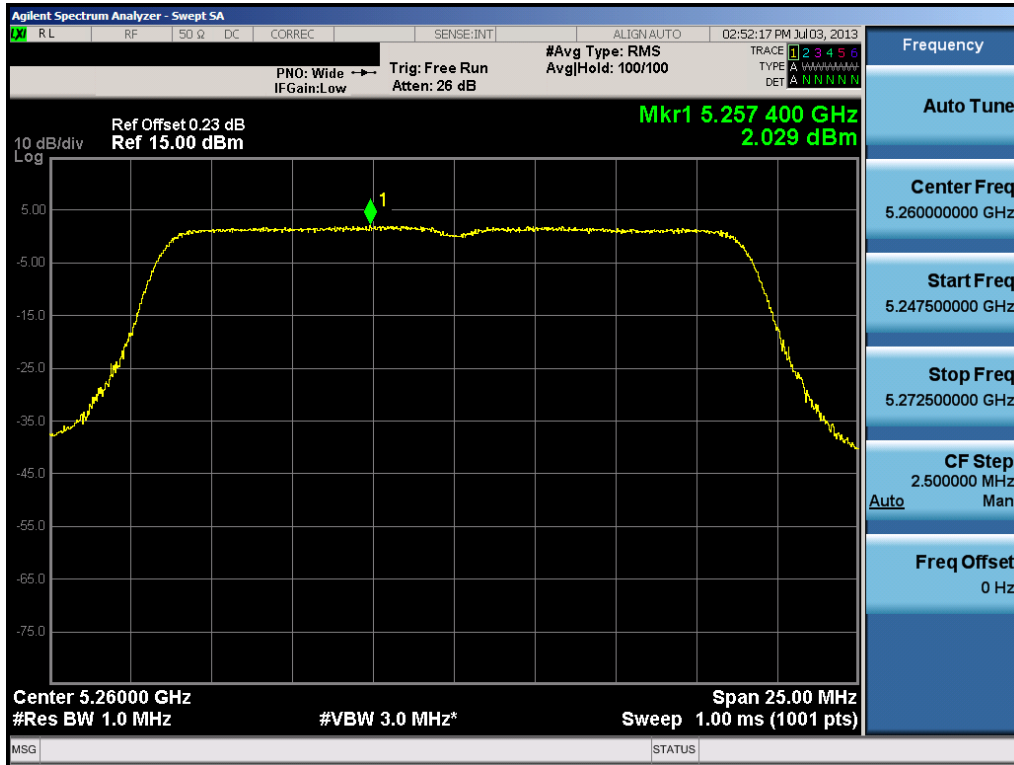 Agilent Spectrum Analyzer - Swept SA
LXI RL RF 50 Ω DC CORREC SENSE:INT ALIGN AUTO 02:52:17 PM Jul 03, 2013
#Avg Type: RMS TRACE 1 2 3 4 5 6
PNO: Wide Trig: Free Run Avg|Hold: 100/100 TYPE A WWWWW
IFGain:Low Atten: 26 dB DET A N N N N N
Mkr1 5.257 400 GHz
Ref Offset 0.23 dB 2.029 dBm
10 dB/div Ref 15.00 dBm
Log
1
5.00
-5.00
-15.0
-25.0
-35.0
-45.0
-55.0
-65.0
-75.0
Center 5.26000 GHz Span 25.00 MHz
#Res BW 1.0 MHz #VBW 3.0 MHz* Sweep 1.00 ms (1001 pts)
MSG STATUS
Frequency
Auto Tune
Center Freq
5.260000000 GHz
Start Freq
5.247500000 GHz
Stop Freq
5.272500000 GHz
CF Step
2.500000 MHz
Auto Man
Freq Offset
0 Hz